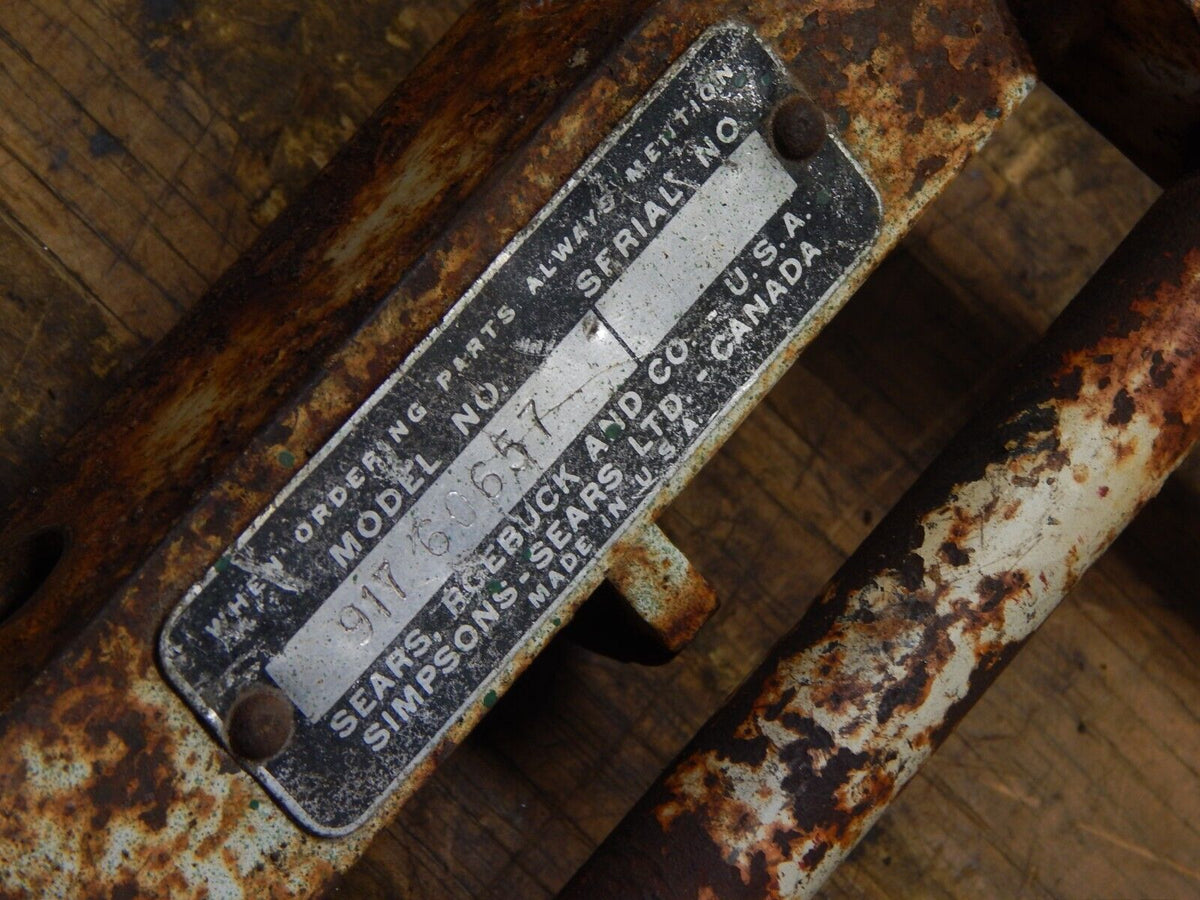 WHEN ORDERING PARTS ALWAYS MENTION
MODEL NO. SERIAL NO.
917 60657
SEARS, ROEBUCK AND CO. - U.S.A.
SIMPSONS-SEARS LTD. - CANADA
MADE IN U.S.A.